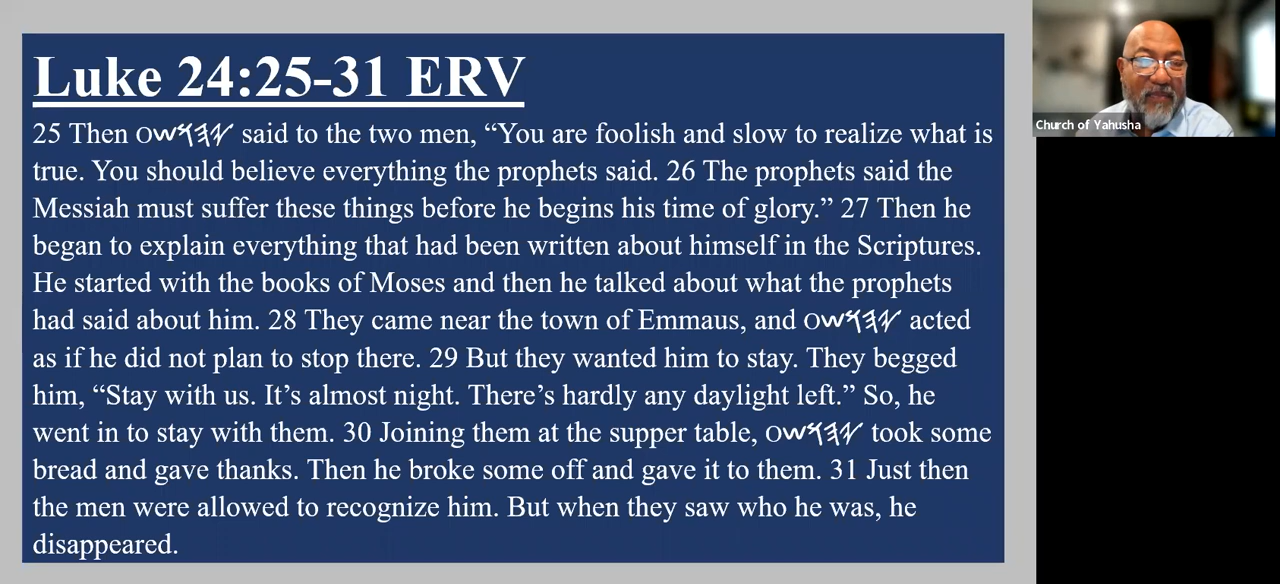 Luke 24:25-31 ERV
25 Then 𐤉𐤄𐤅𐤔𐤏 said to the two men, “You are foolish and slow to realize what is
true. You should believe everything the prophets said. 26 The prophets said the
Messiah must suffer these things before he begins his time of glory.” 27 Then he
began to explain everything that had been written about himself in the Scriptures.
He started with the books of Moses and then he talked about what the prophets
had said about him. 28 They came near the town of Emmaus, and 𐤉𐤄𐤅𐤔𐤏 acted
as if he did not plan to stop there. 29 But they wanted him to stay. They begged
him, “Stay with us. It’s almost night. There’s hardly any daylight left.” So, he
went in to stay with them. 30 Joining them at the supper table, 𐤉𐤄𐤅𐤔𐤏 took some
bread and gave thanks. Then he broke some off and gave it to them. 31 Just then
the men were allowed to recognize him. But when they saw who he was, he
disappeared.
Church of Yahusha